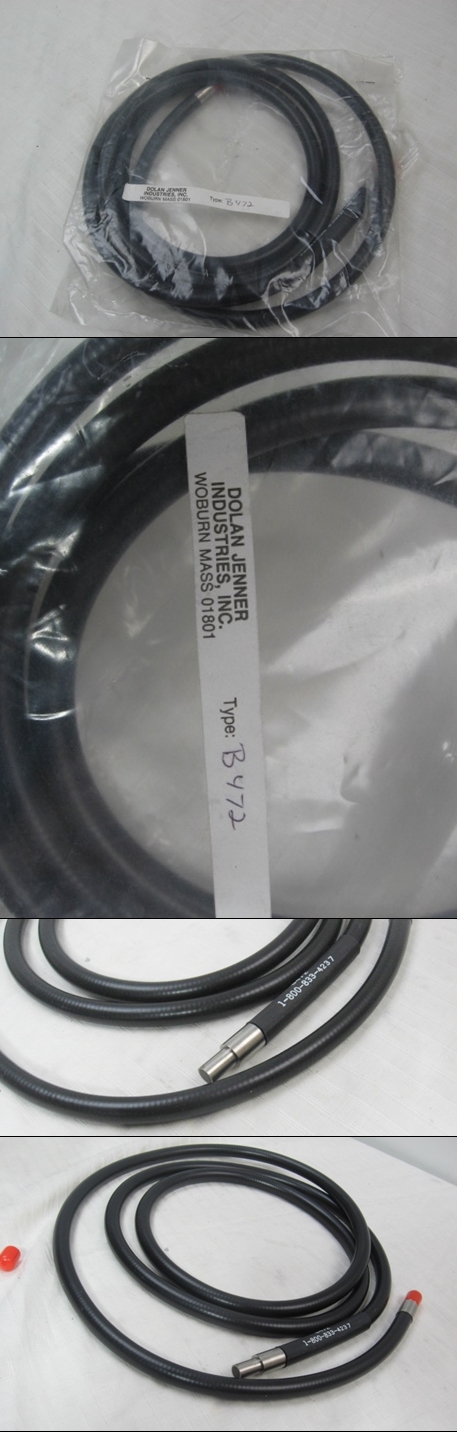 DOLAN JENNER
INDUSTRIES, INC.
WOBURN MASS 01801
Type: B472
DOLAN JENNER
INDUSTRIES, INC.
WOBURN MASS 01801
Type: B472
1-800-833-4237
1-800-833-4237